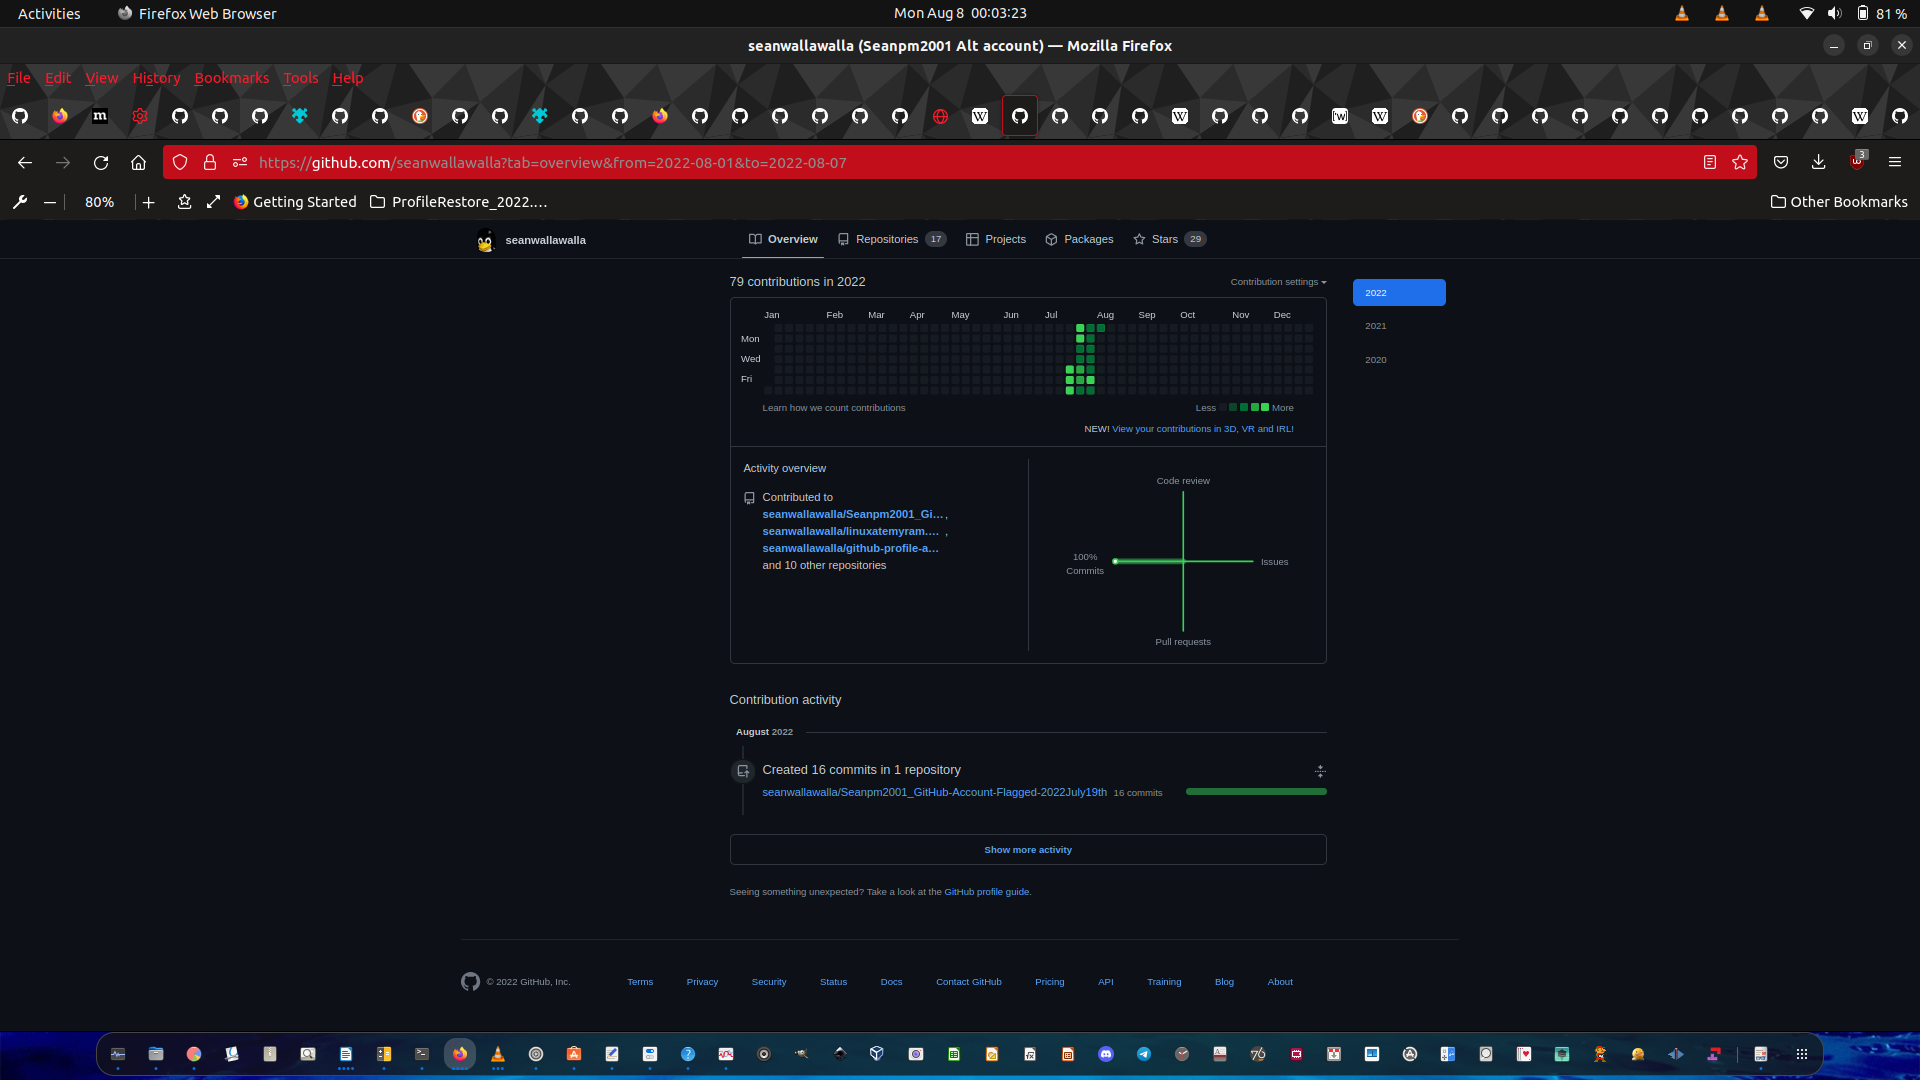 Activities
Firefox Web Browser
Mon Aug 8 00:03:23
81 %
seanwallawalla (Seanpm2001 Alt account) — Mozilla Firefox
File Edit View History Bookmarks Tools Help
https://github.com/seanwallawalla?tab=overview&from=2022-08-01&to=2022-08-07
3
80%
Getting Started
ProfileRestore_2022.…
Other Bookmarks
seanwallawalla
Overview
Repositories 17
Projects
Packages
Stars 29
79 contributions in 2022
Contribution settings
2022
2021
2020
Jan Feb Mar Apr May Jun Jul Aug Sep Oct Nov Dec
Mon
Wed
Fri
Learn how we count contributions
Less More
NEW! View your contributions in 3D, VR and IRL!
Activity overview
Contributed to
seanwallawalla/Seanpm2001_Gi…,
seanwallawalla/linuxatemyram.… ,
seanwallawalla/github-profile-a…
and 10 other repositories
Code review
100%
Commits
Issues
Pull requests
Contribution activity
August 2022
Created 16 commits in 1 repository
seanwallawalla/Seanpm2001_GitHub-Account-Flagged-2022July19th 16 commits
Show more activity
Seeing something unexpected? Take a look at the GitHub profile guide.
© 2022 GitHub, Inc.
Terms Privacy Security Status Docs Contact GitHub Pricing API Training Blog About